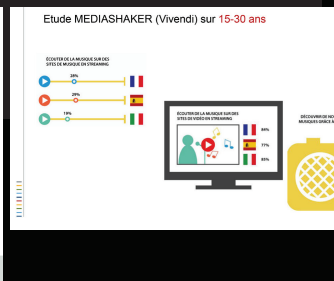 Etude MEDIASHAKER (Vivendi) sur 15-30 ans
ÉCOUTER DE LA MUSIQUE SUR DES
SITES DE MUSIQUE EN STREAMING
28%
29%
19%
ÉCOUTER DE LA MUSIQUE SUR DES
SITES DE VIDÉO EN STREAMING
84%
77%
85%
DÉCOUVRIR DE NO
MUSIQUES GRÂCE À